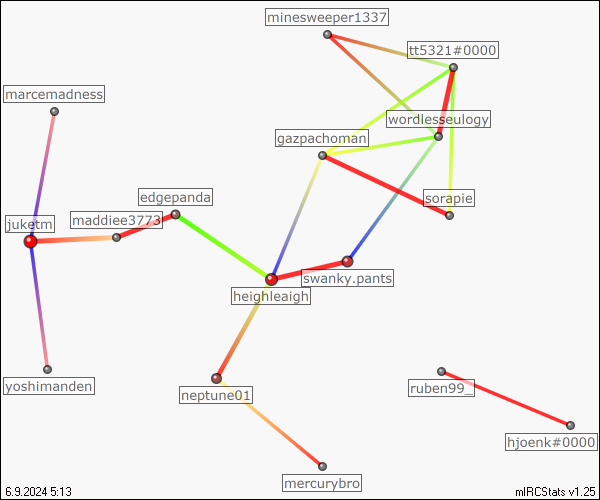 minesweeper1337
tt5321#0000
marcemadness
wordlesseulogy
gazpachoman
edgepanda
sorapie
maddiee3773
juketm
swanky.pants
heighleaigh
yoshimanden
ruben99_
neptune01
hjoenk#0000
mercurybro
6.9.2024 5:13
mIRCStats v1.25